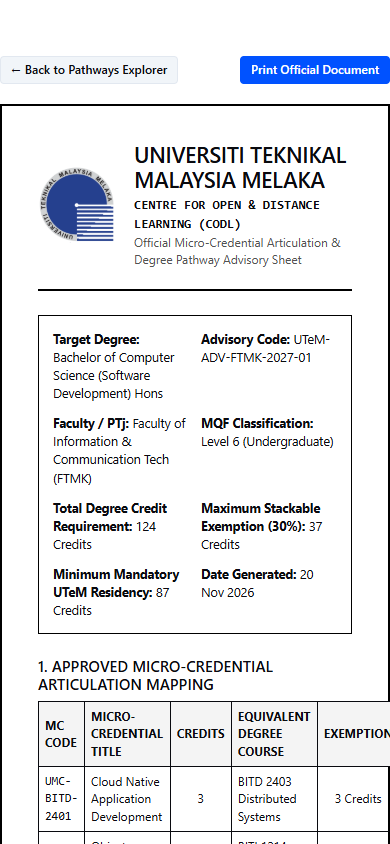 ← Back to Pathways Explorer
Print Official Document
UNIVERSITI TEKNIKAL MALAYSIA MELAKA
UNIVERSITI TEKNIKAL
MALAYSIA MELAKA
CENTRE FOR OPEN & DISTANCE
LEARNING (CODL)
Official Micro-Credential Articulation &
Degree Pathway Advisory Sheet
Target Degree:
Bachelor of Computer
Science (Software
Development) Hons
Advisory Code: UTeM-
ADV-FTMK-2027-01
Faculty / PTj: Faculty of
Information &
Communication Tech
(FTMK)
MQF Classification:
Level 6 (Undergraduate)
Total Degree Credit
Requirement: 124
Credits
Maximum Stackable
Exemption (30%): 37
Credits
Minimum Mandatory
UTeM Residency: 87
Credits
Date Generated: 20
Nov 2026
1. APPROVED MICRO-CREDENTIAL
ARTICULATION MAPPING
MC
CODE
MICRO-
CREDENTIAL
TITLE
CREDITS
EQUIVALENT
DEGREE
COURSE
EXEMPTION
UMC-
BITD-
2401
Cloud Native
Application
Development
3
BITD 2403
Distributed
Systems
3 Credits